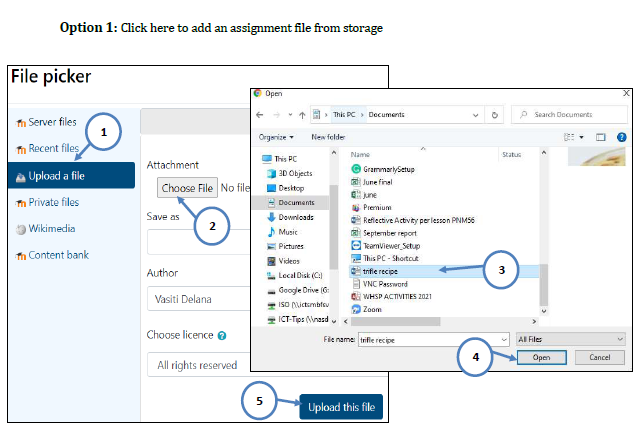 Option 1: Click here to add an assignment file from storage
File picker
Server files
Recent files
Upload a file
Private files
Wikimedia
Content bank
1
Attachment
Choose File No file
2
Save as
Author
Vasiti Delana
Choose licence ?
All rights reserved
5
Upload this file
Open X
This PC > Documents
Search Documents
Organize New folder
This PC
3D Objects
Desktop
Documents
Downloads
Music
Pictures
Videos
Local Disk (C:)
Google Drive (G:
ISO (\\ictsmbfsv
ICT-Tips (\\nasd
Name Status
GrammarlySetup
June final
june
Premium
Reflective Activity per lesson PNM56
September report
TeamViewer_Setup
This PC - Shortcut
trifle recipe
VNC Password
WHSP ACTIVITIES 2021
Zoom
3
File name: trifle recipe All Files
4
Open Cancel